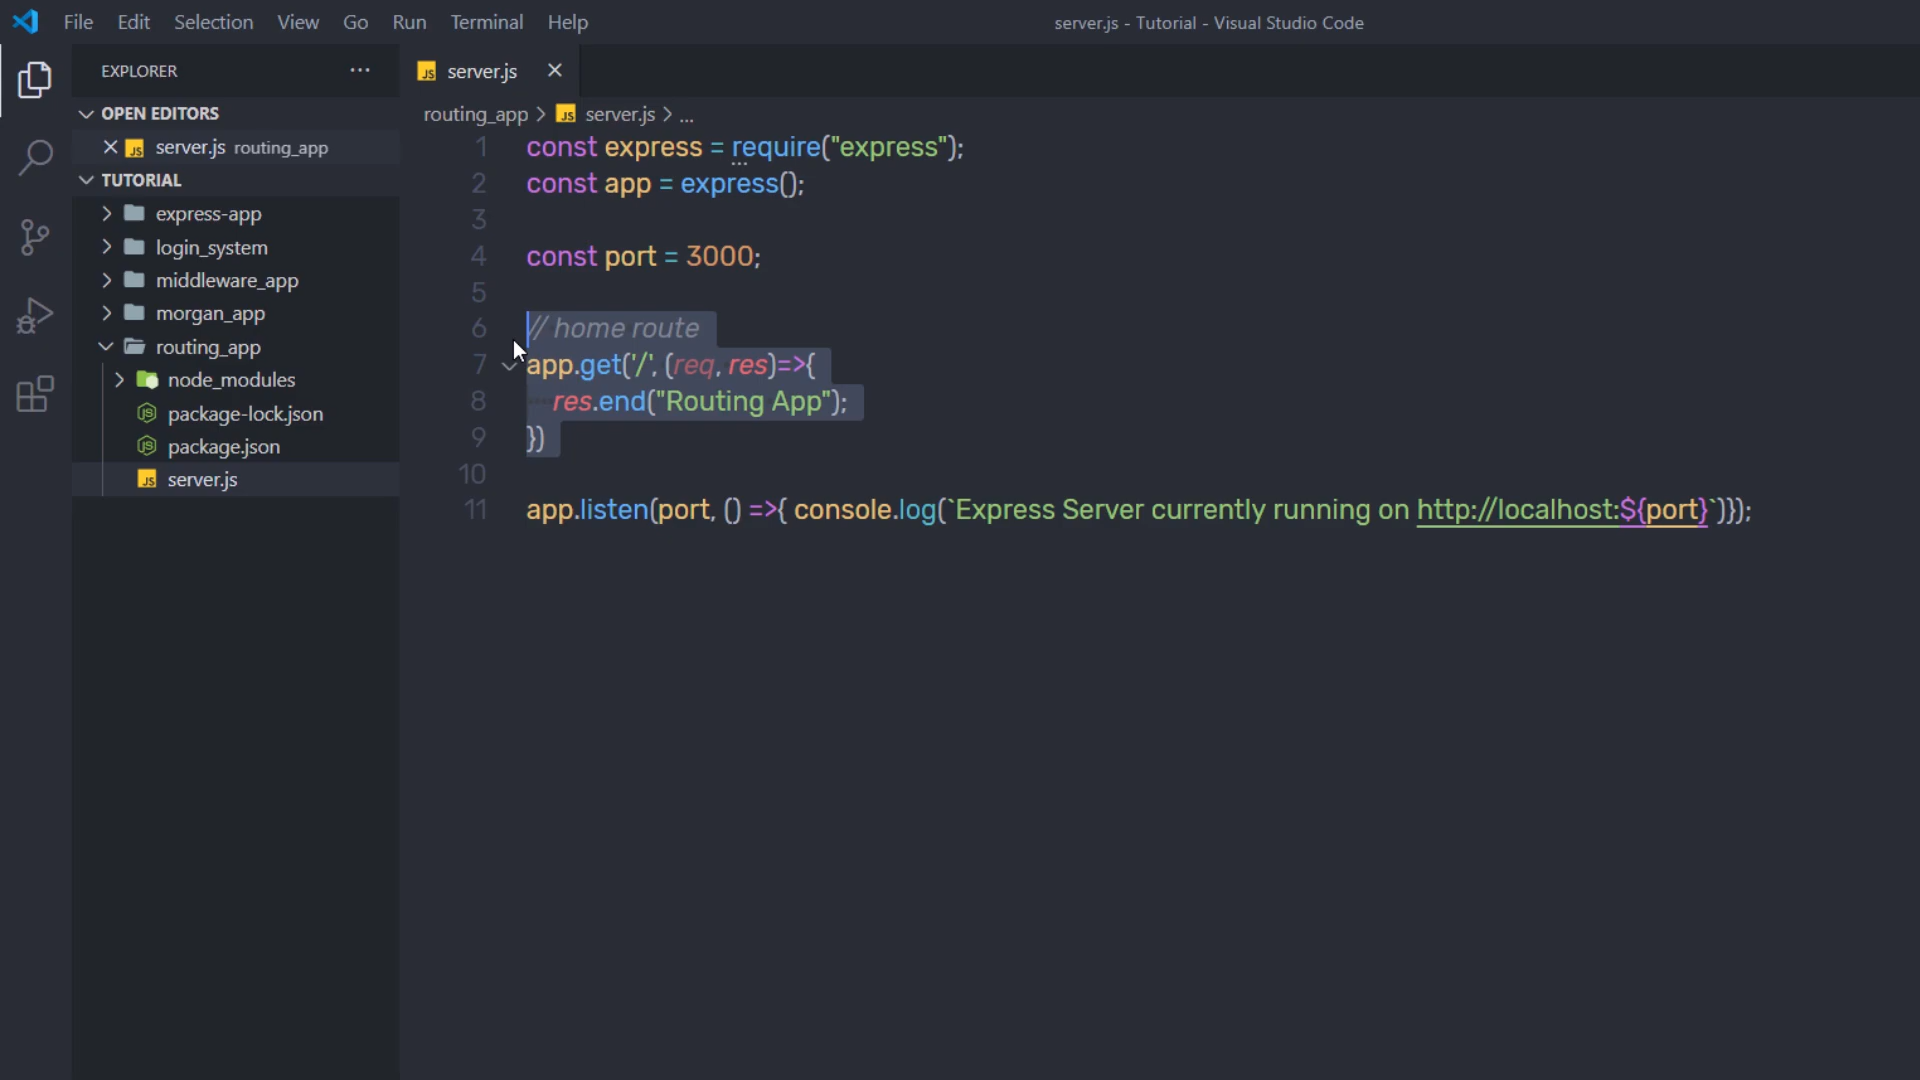 File Edit Selection View Go Run Terminal Help server.js - Tutorial - Visual Studio Code
EXPLORER ...
OPEN EDITORS
JS server.js routing_app
TUTORIAL
express-app
login_system
middleware_app
morgan_app
routing_app
node_modules
package-lock.json
package.json
JS server.js
JS server.js
routing_app > JS server.js > ...
1 const express = require("express");
2 const app = express();
3
4 const port = 3000;
5
6 // home route
7 app.get('/', (req, res)=>{
8 res.end("Routing App");
9 })
10
11 app.listen(port, () =>{ console.log(`Express Server currently running on http://localhost:${port}`)});